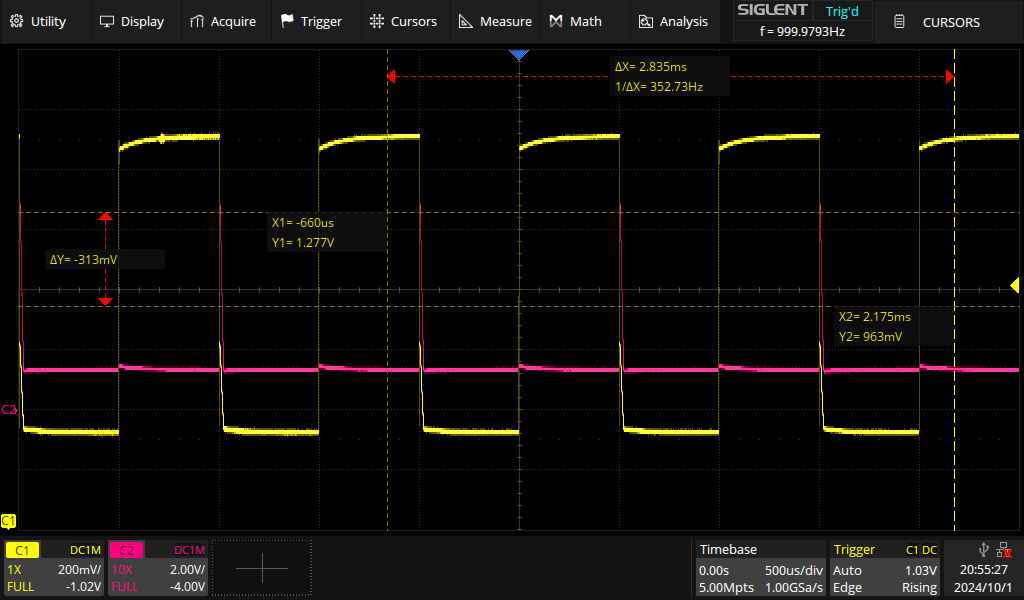 Utility Display Acquire Trigger Cursors Measure Math Analysis SIGLENT Trig'd CURSORS
f = 999.9793Hz
ΔX= 2.835ms
1/ΔX= 352.73Hz
X1= -660us
Y1= 1.277V
ΔY= -313mV
X2= 2.175ms
Y2= 963mV
C2
C1
C1 DC1M C2 DC1M Timebase Trigger C1 DC
1X 200mV/ 10X 2.00V/ 0.00s 500us/div Auto 1.03V 20:55:27
FULL -1.02V FULL -4.00V 5.00Mpts 1.00GSa/s Edge Rising 2024/10/1